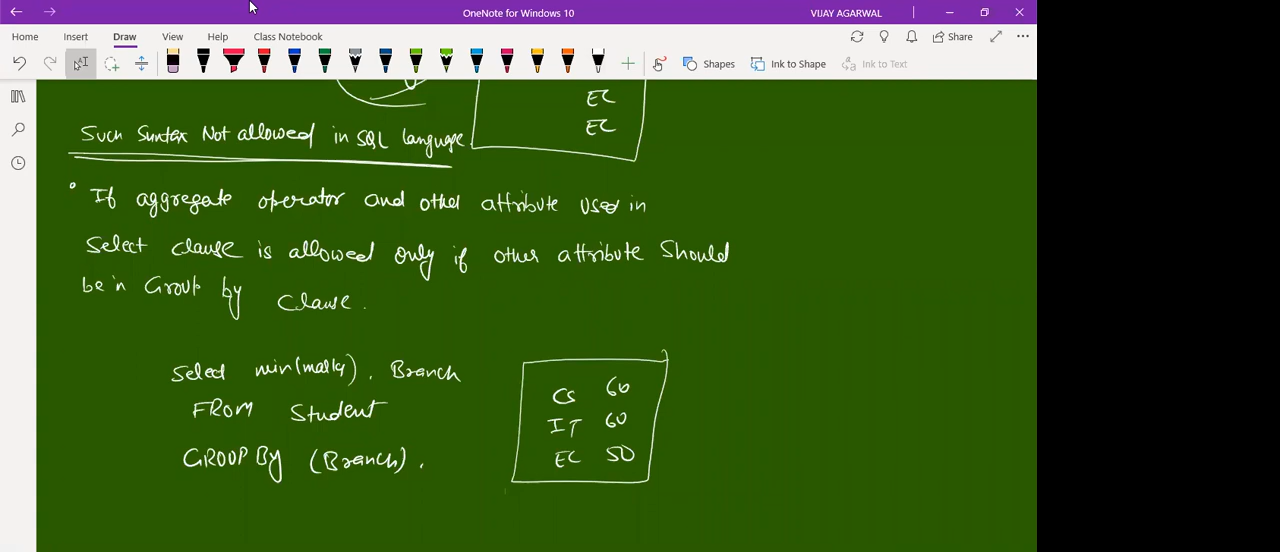 OneNote for Windows 10
VIJAY AGARWAL
Home Insert Draw View Help Class Notebook
Share
Shapes Ink to Shape Ink to Text
EC
EC
Such Syntax Not allowed in SQL language.
If aggregate operator and other attribute used in
Select clause is allowed only if other attribute Should
be in Group by Clause.
Select min(marks), Branch
FROM Student
GROUP By (Branch).
CS 60
IT 60
EC 50